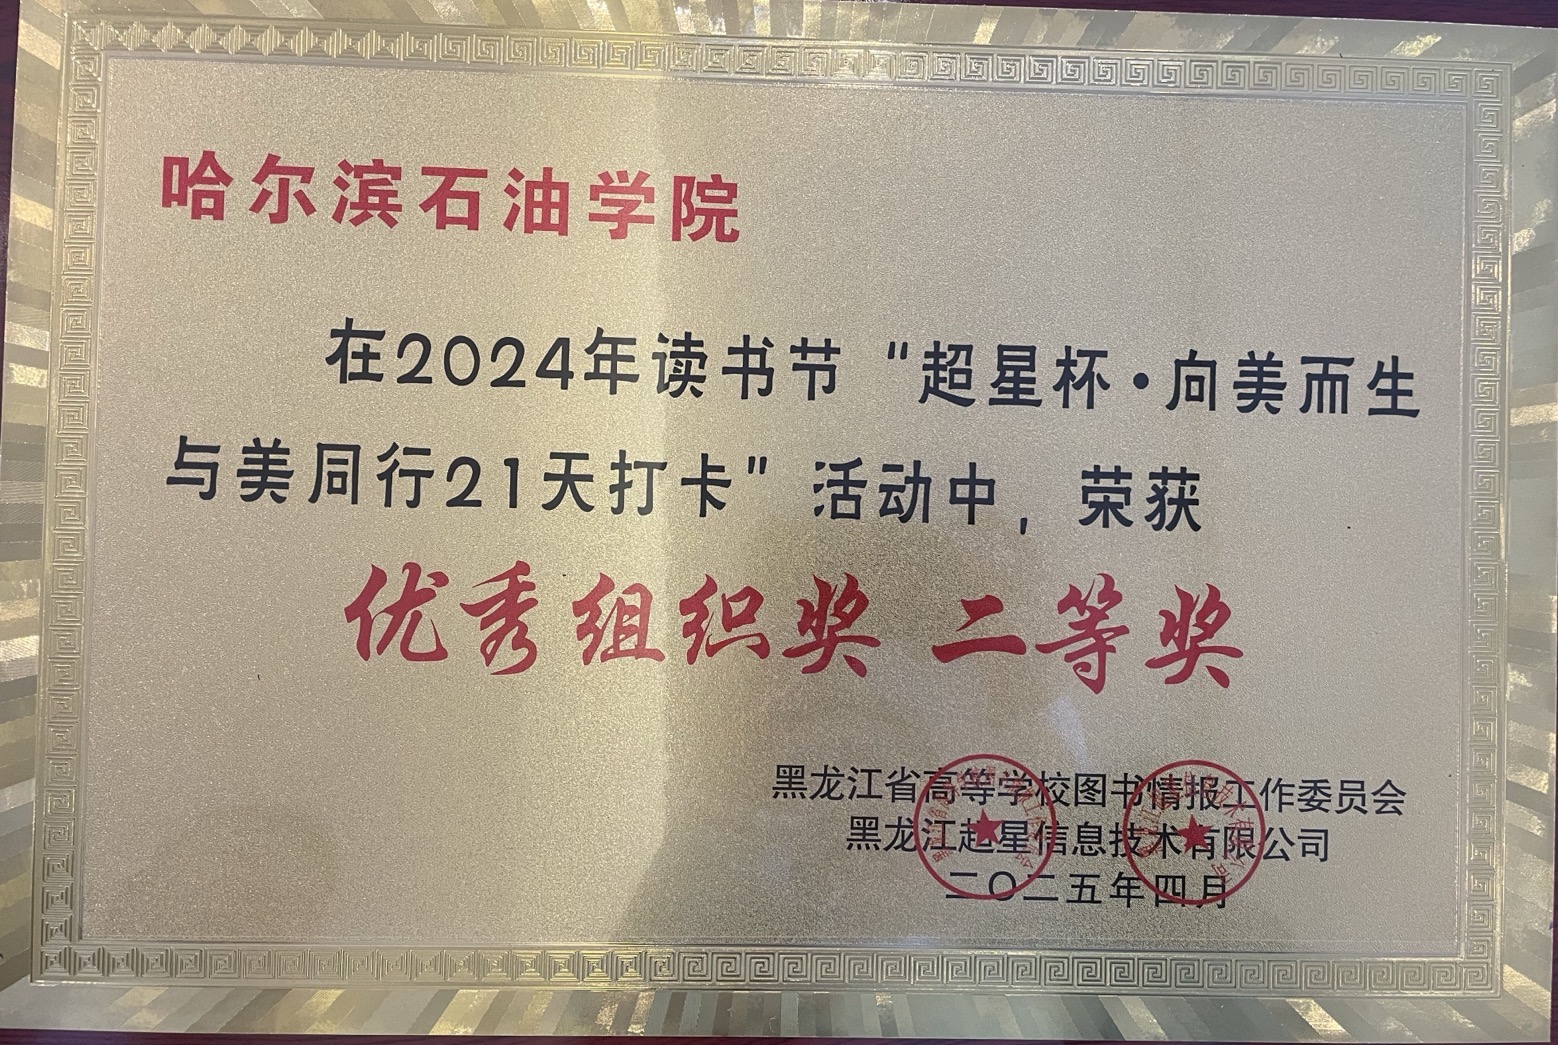 哈尔滨石油学院
在2024年读书节"超星杯·向美而生
与美同行21天打卡"活动中,荣获
优秀组织奖 二等奖
黑龙江省高等学校图书情报工作委员会
黑龙江超星信息技术有限公司
二〇二五年四月